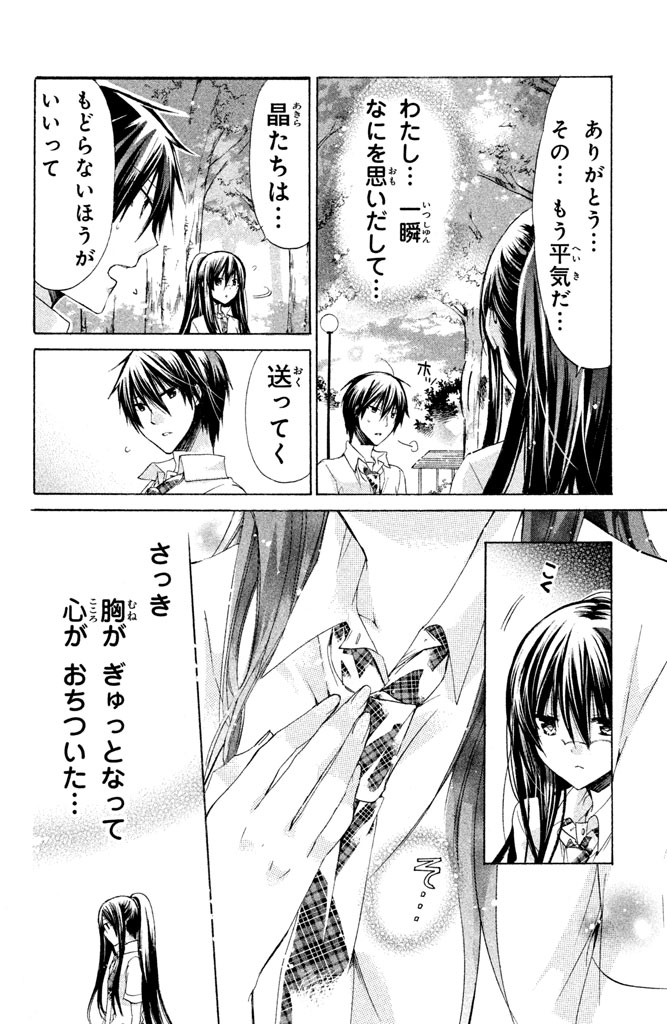 ありがとう…
その…もう平気だ…
わたし…一瞬
なにを思いだして…
ホッ
晶たちは…
もどらないほうが
いいって
送ってく
こく
そ…
さっき
胸が ぎゅっとなって
心が おちついた…